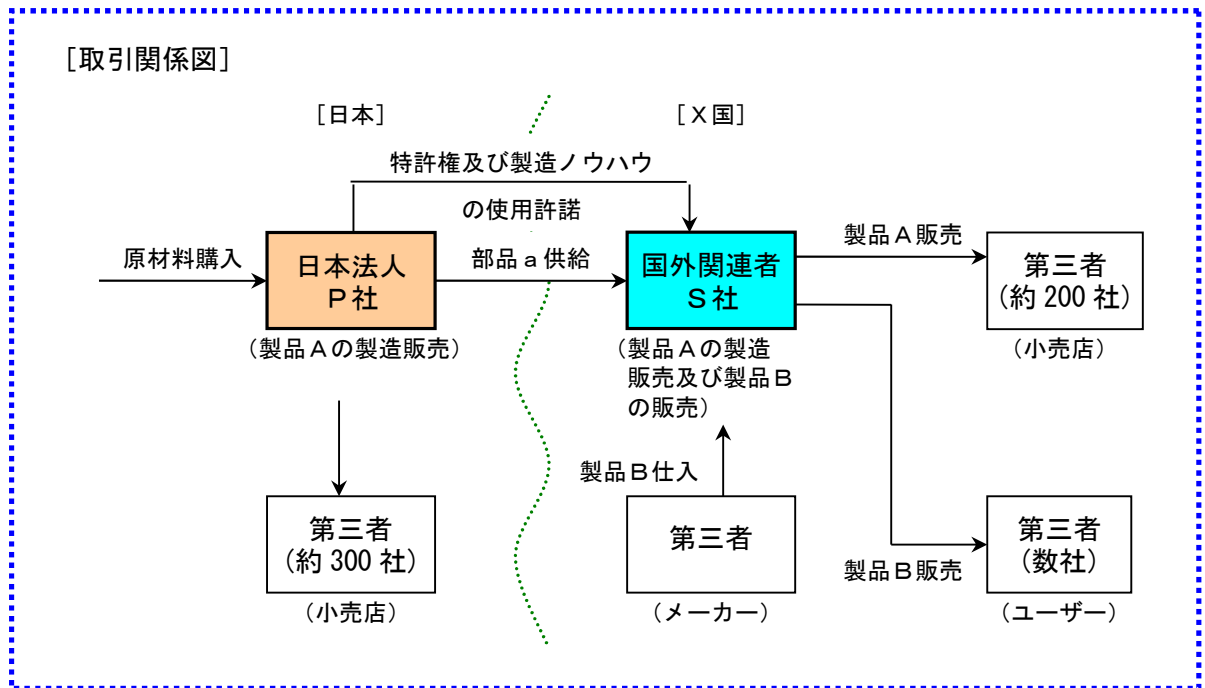 ［取引関係図］
［日本］
［Ｘ国］
特許権及び製造ノウハウ
の使用許諾
原材料購入
日本法人
Ｐ社
部品ａ供給
国外関連者
Ｓ社
製品Ａ販売
第三者
（約 200 社）
（小売店）
（製品Ａの製造販売）
（製品Ａの製造
販売及び製品Ｂ
の販売）
製品Ｂ仕入
第三者
（約 300 社）
（小売店）
第三者
（メーカー）
製品Ｂ販売
第三者
（数社）
（ユーザー）